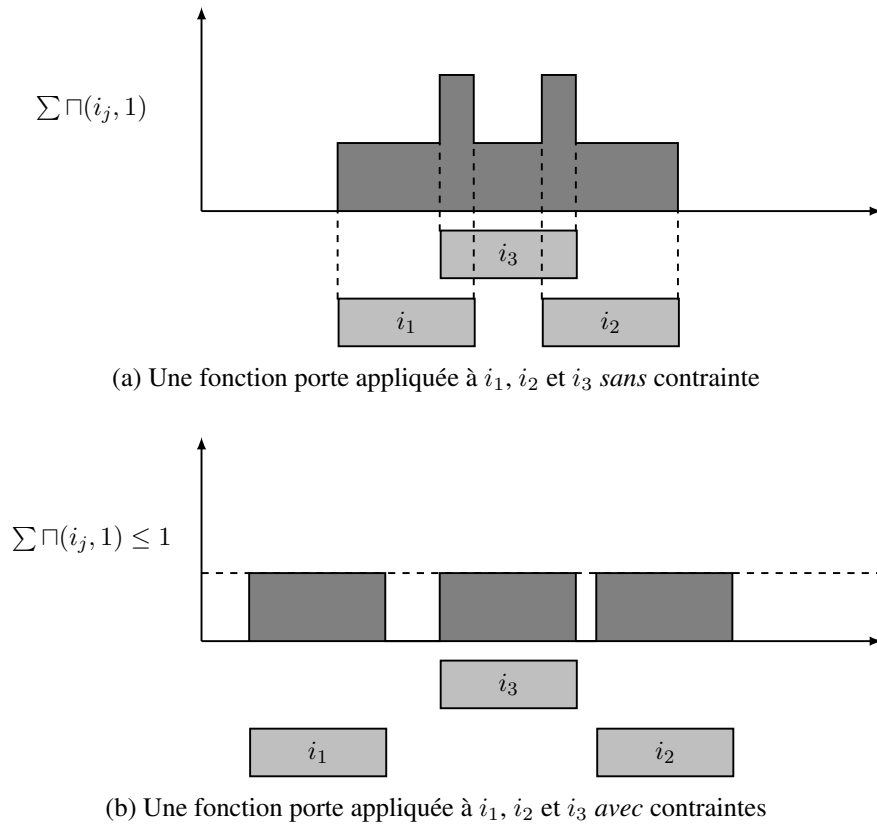 ∑ ⊓(i_j, 1)
i_3
i_1 i_2
(a) Une fonction porte appliquée à i_1, i_2 et i_3 sans contrainte
∑ ⊓(i_j, 1) ≤ 1
i_3
i_1 i_2
(b) Une fonction porte appliquée à i_1, i_2 et i_3 avec contraintes